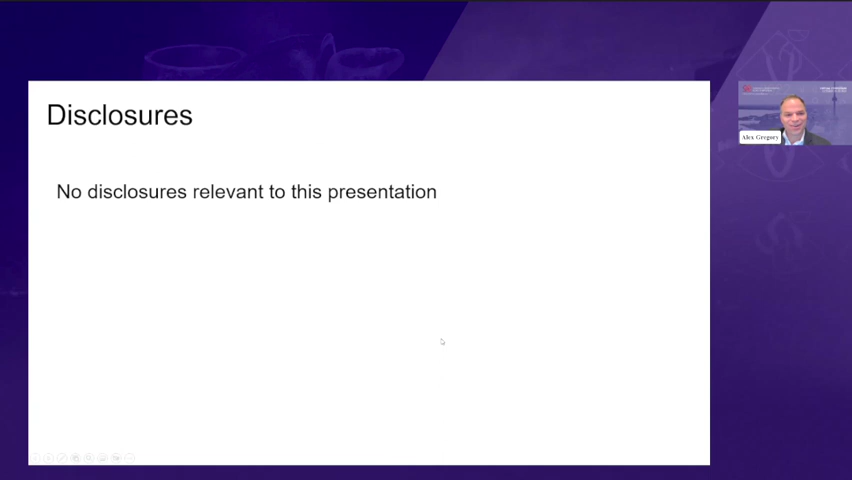 Disclosures
No disclosures relevant to this presentation
Alex Gregory